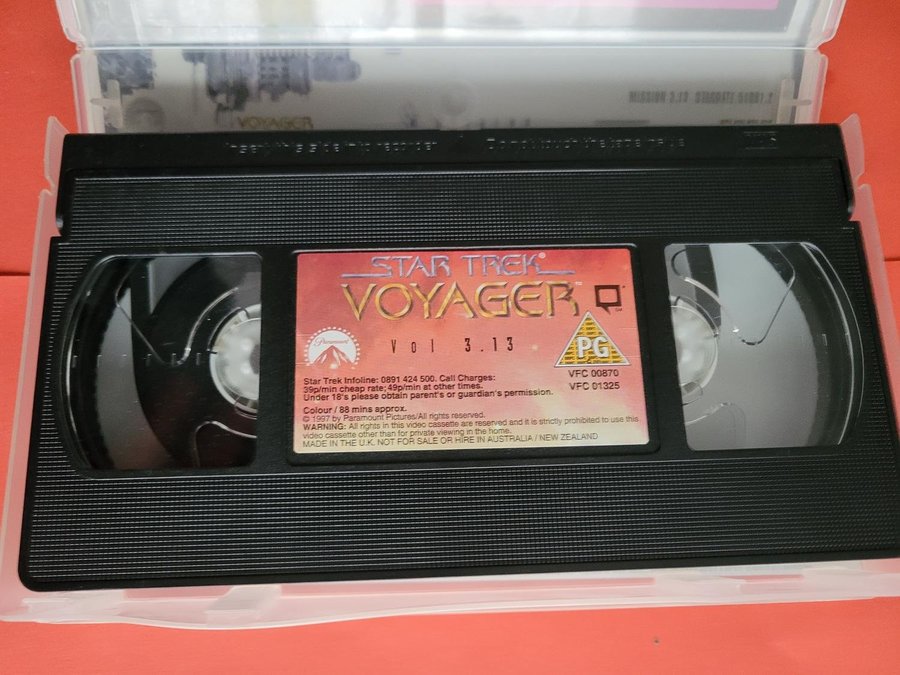 VOYAGER
Insert this side into recorder Do not touch the tape inside
VHS
STAR TREK®
VOYAGER™
Paramount
Vol 3.13
PG
VFC 00870
VFC 01325
Star Trek Infoline: 0891 424 500. Call Charges:
39p/min cheap rate; 49p/min at other times.
Under 18's please obtain parent's or guardian's permission.
Colour / 88 mins approx.
© 1997 by Paramount Pictures/All rights reserved.
WARNING: All rights in this video cassette are reserved and it is strictly prohibited to use this
video cassette other than for private viewing in the home.
MADE IN THE U.K. NOT FOR SALE OR HIRE IN AUSTRALIA / NEW ZEALAND